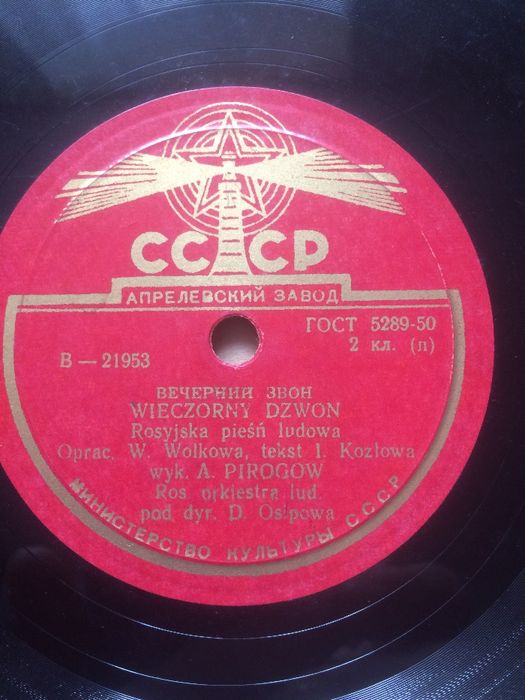 СССР
АПРЕЛЕВСКИЙ ЗАВОД
ГОСТ 5289-50
2 кл. (п)
В — 21953
ВЕЧЕРНИЙ ЗВОН
WIECZORNY DZWON
Rosyjska pieśń ludowa
Oprac. W. Wolkowa, tekst I. Kozłowa
wyk. A. PIROGOW
Ros. orkiestra lud.
pod dyr. D. Osipowa
МИНИСТЕРСТВО КУЛЬТУРЫ СССР